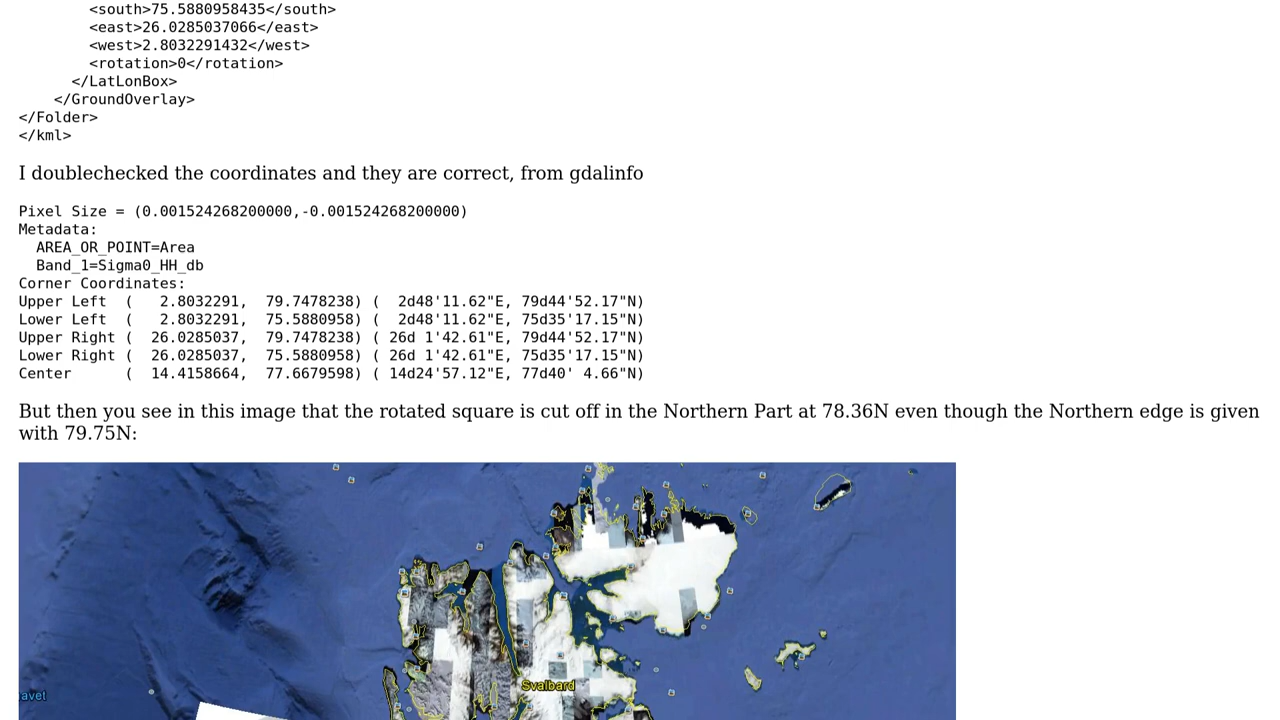 <south>75.5880958435</south>
<east>26.0285037066</east>
<west>2.8032291432</west>
<rotation>0</rotation>
</LatLonBox>
</GroundOverlay>
</Folder>
</kml>
I doublechecked the coordinates and they are correct, from gdalinfo
Pixel Size = (0.001524268200000,-0.001524268200000)
Metadata:
  AREA_OR_POINT=Area
  Band_1=Sigma0_HH_db
Corner Coordinates:
Upper Left  (   2.8032291,  79.7478238) (  2d48'11.62"E, 79d44'52.17"N)
Lower Left  (   2.8032291,  75.5880958) (  2d48'11.62"E, 75d35'17.15"N)
Upper Right (  26.0285037,  79.7478238) ( 26d 1'42.61"E, 79d44'52.17"N)
Lower Right (  26.0285037,  75.5880958) ( 26d 1'42.61"E, 75d35'17.15"N)
Center      (  14.4158664,  77.6679598) ( 14d24'57.12"E, 77d40' 4.66"N)
But then you see in this image that the rotated square is cut off in the Northern Part at 78.36N even though the Northern edge is given
with 79.75N:
Svalbard
avet